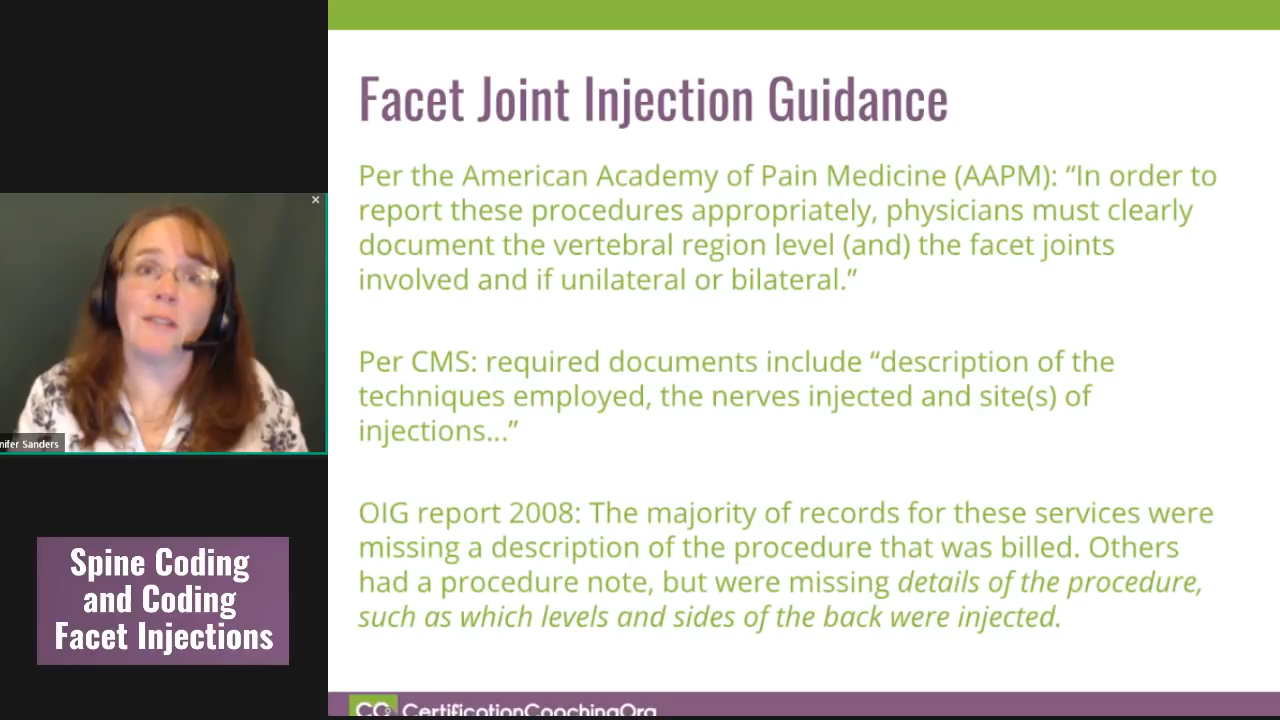 Facet Joint Injection Guidance
Per the American Academy of Pain Medicine (AAPM): “In order to
report these procedures appropriately, physicians must clearly
document the vertebral region level (and) the facet joints
involved and if unilateral or bilateral.”
Per CMS: required documents include “description of the
techniques employed, the nerves injected and site(s) of
injections...”
OIG report 2008: The majority of records for these services were
missing a description of the procedure that was billed. Others
had a procedure note, but were missing details of the procedure,
such as which levels and sides of the back were injected.
nifer Sanders
Spine Coding
and Coding
Facet Injections
CCO CertificationCoachingOrg